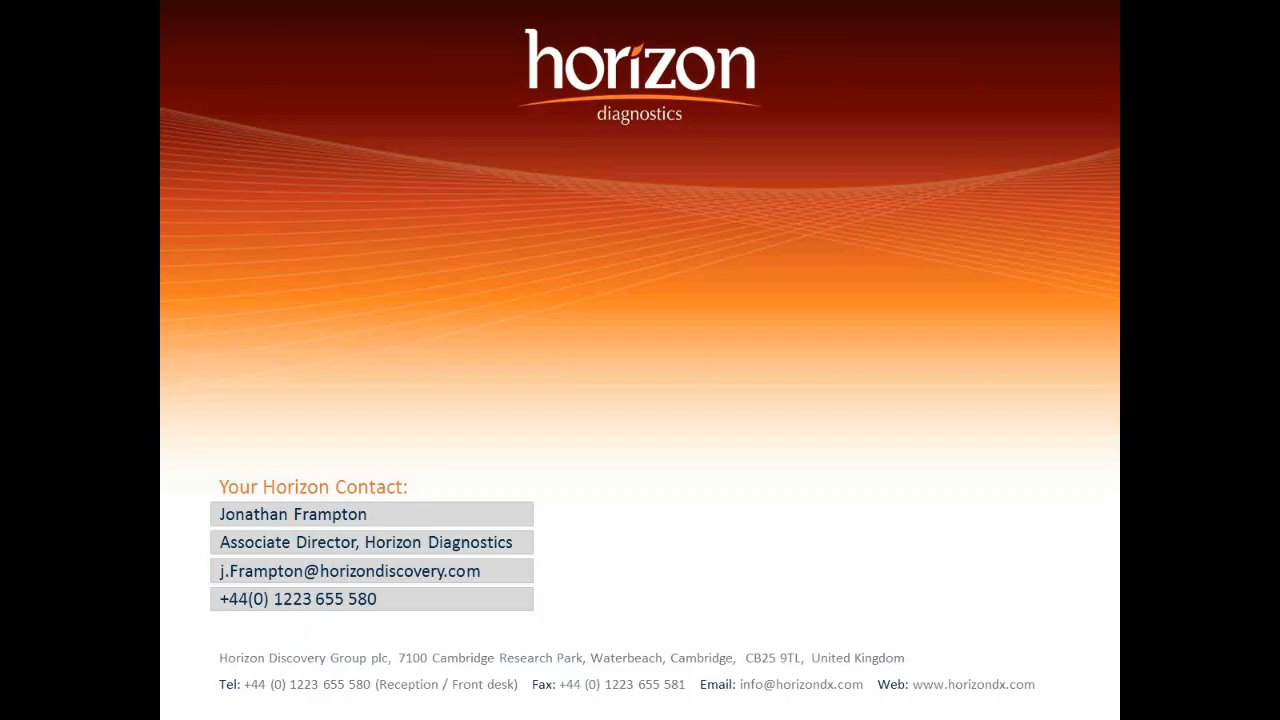 horizon
diagnostics
Your Horizon Contact:
Jonathan Frampton
Associate Director, Horizon Diagnostics
j.Frampton@horizondiscovery.com
+44(0) 1223 655 580
Horizon Discovery Group plc, 7100 Cambridge Research Park, Waterbeach, Cambridge, CB25 9TL, United Kingdom
Tel: +44 (0) 1223 655 580 (Reception / Front desk) Fax: +44 (0) 1223 655 581 Email: info@horizondx.com Web: www.horizondx.com